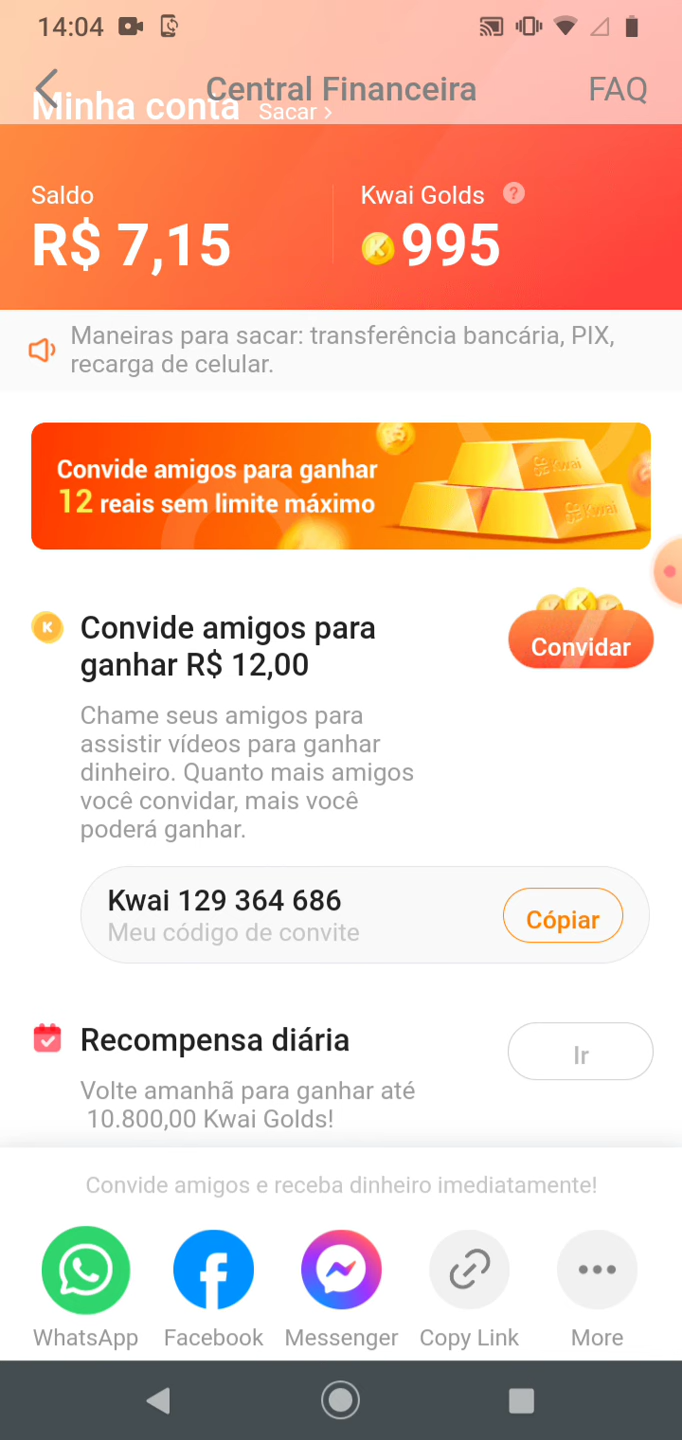 14:04
Central Financeira
FAQ
Minha conta Sacar >
Saldo
Kwai Golds ?
R$ 7,15
K 995
Maneiras para sacar: transferência bancária, PIX,
recarga de celular.
Convide amigos para ganhar
12 reais sem limite máximo
Kwai
Kwai
Convide amigos para
ganhar R$ 12,00
Convidar
Chame seus amigos para
assistir vídeos para ganhar
dinheiro. Quanto mais amigos
você convidar, mais você
poderá ganhar.
Kwai 129 364 686
Meu código de convite
Cópiar
Recompensa diária
Ir
Volte amanhã para ganhar até
10.800,00 Kwai Golds!
Convide amigos e receba dinheiro imediatamente!
WhatsApp Facebook Messenger Copy Link More